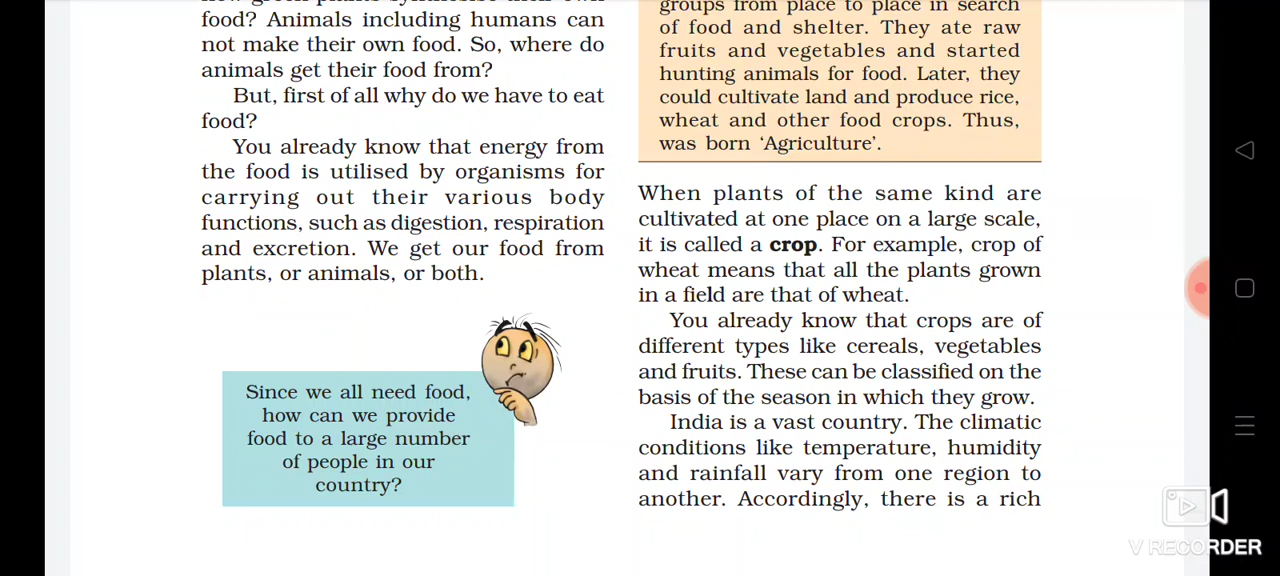 food? Animals including humans can
not make their own food. So, where do
animals get their food from?
But, first of all why do we have to eat
food?
You already know that energy from
the food is utilised by organisms for
carrying out their various body
functions, such as digestion, respiration
and excretion. We get our food from
plants, or animals, or both.
Since we all need food,
how can we provide
food to a large number
of people in our
country?
groups from place to place in search
of food and shelter. They ate raw
fruits and vegetables and started
hunting animals for food. Later, they
could cultivate land and produce rice,
wheat and other food crops. Thus,
was born ‘Agriculture’.
When plants of the same kind are
cultivated at one place on a large scale,
it is called a crop. For example, crop of
wheat means that all the plants grown
in a field are that of wheat.
You already know that crops are of
different types like cereals, vegetables
and fruits. These can be classified on the
basis of the season in which they grow.
India is a vast country. The climatic
conditions like temperature, humidity
and rainfall vary from one region to
another. Accordingly, there is a rich
V RECORDER